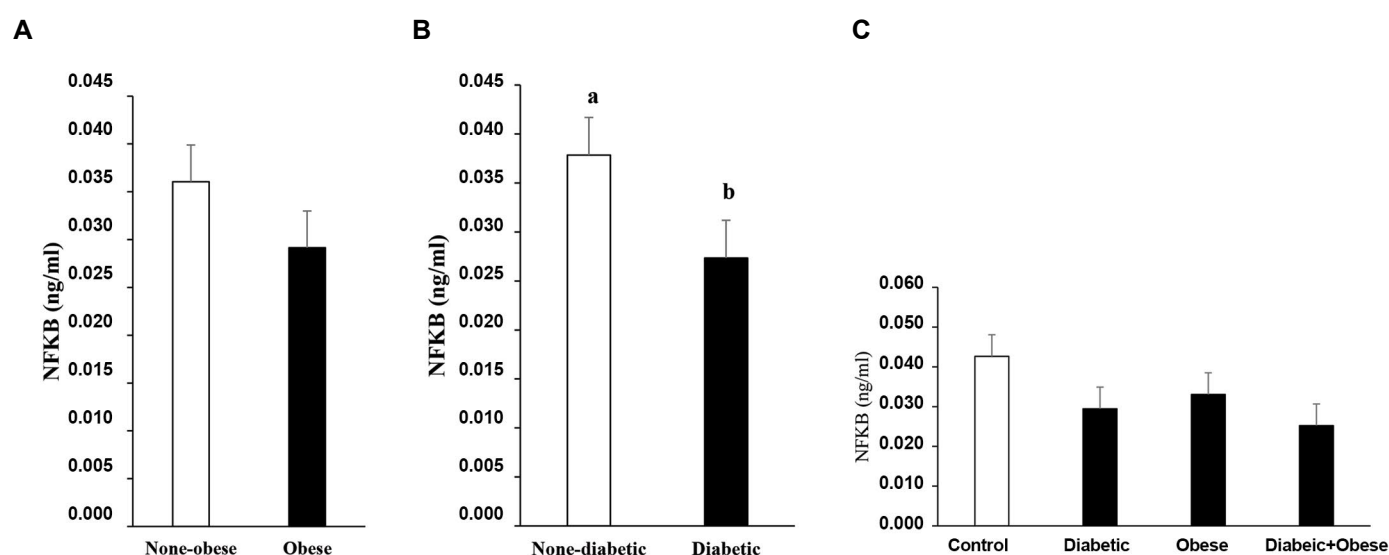 A
0.045
0.040
0.035
0.030
0.025
0.020
0.015
0.010
0.005
0.000
NFKB (ng/ml)
None-obese Obese
B
0.045
0.040
0.035
0.030
0.025
0.020
0.015
0.010
0.005
0.000
NFKB (ng/ml)
a
b
None-diabetic Diabetic
C
0.060
0.050
0.040
0.030
0.020
0.010
0.000
NFKB (ng/ml)
Control Diabetic Obese Diabeic+Obese